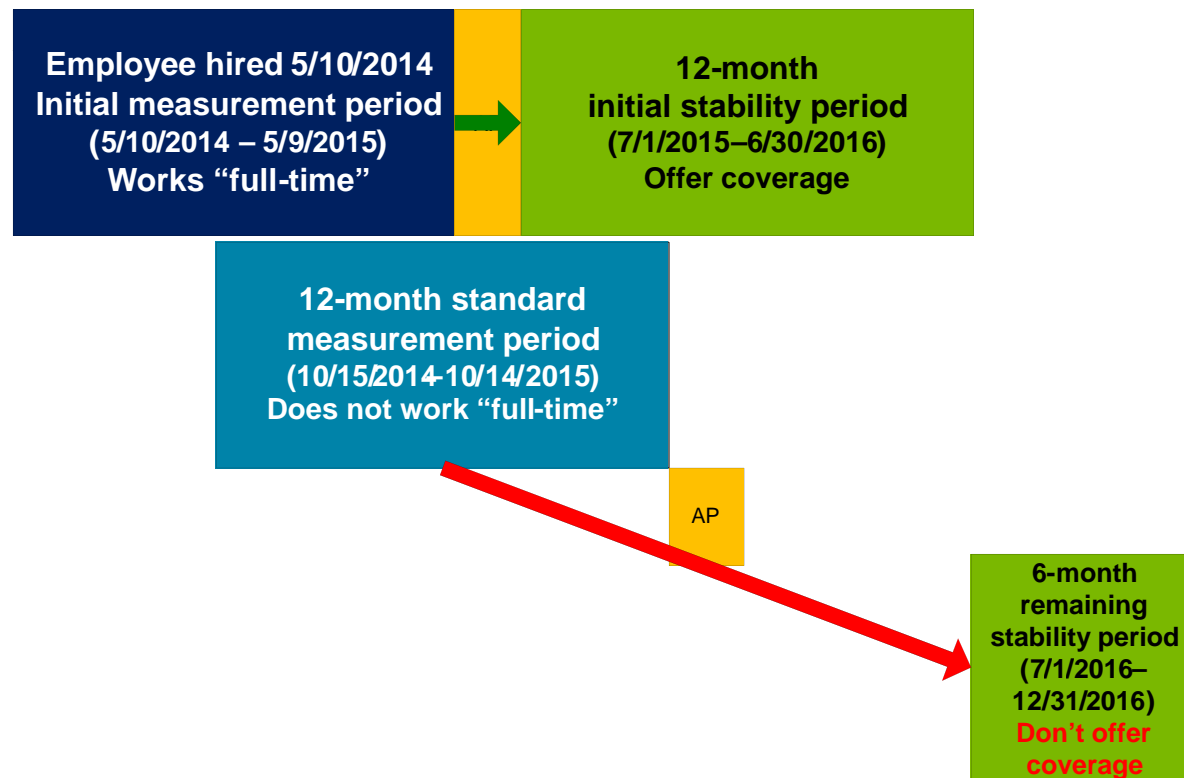 Employee hired 5/10/2014
Initial measurement period
(5/10/2014 – 5/9/2015)
Works “full-time”
12-month
initial stability period
(7/1/2015–6/30/2016)
Offer coverage
12-month standard
measurement period
(10/15/2014-10/14/2015)
Does not work “full-time”
AP
6-month
remaining
stability period
(7/1/2016–
12/31/2016)
Don’t offer
coverage